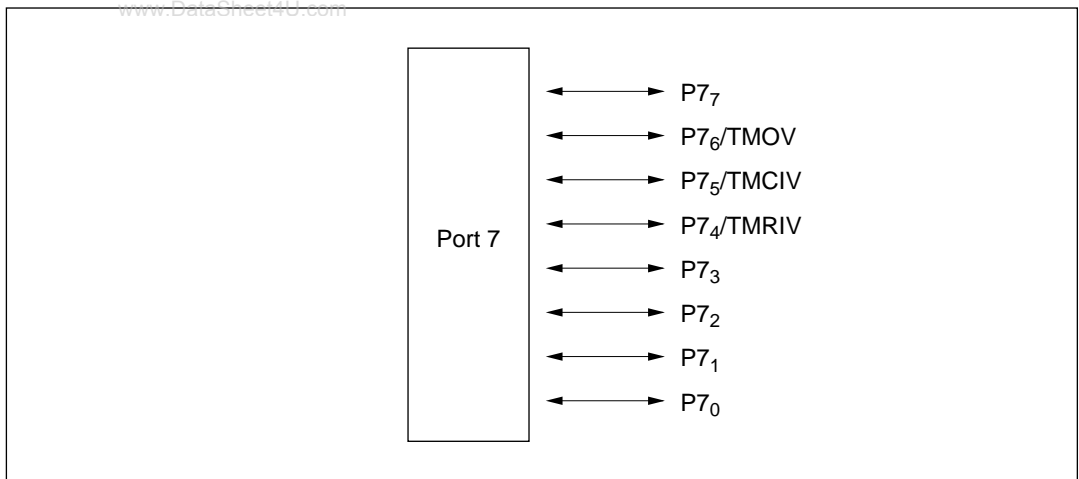 www.DataSheet4U.com
Port 7
P7₇
P7₆/TMOV
P7₅/TMCIV
P7₄/TMRIV
P7₃
P7₂
P7₁
P7₀